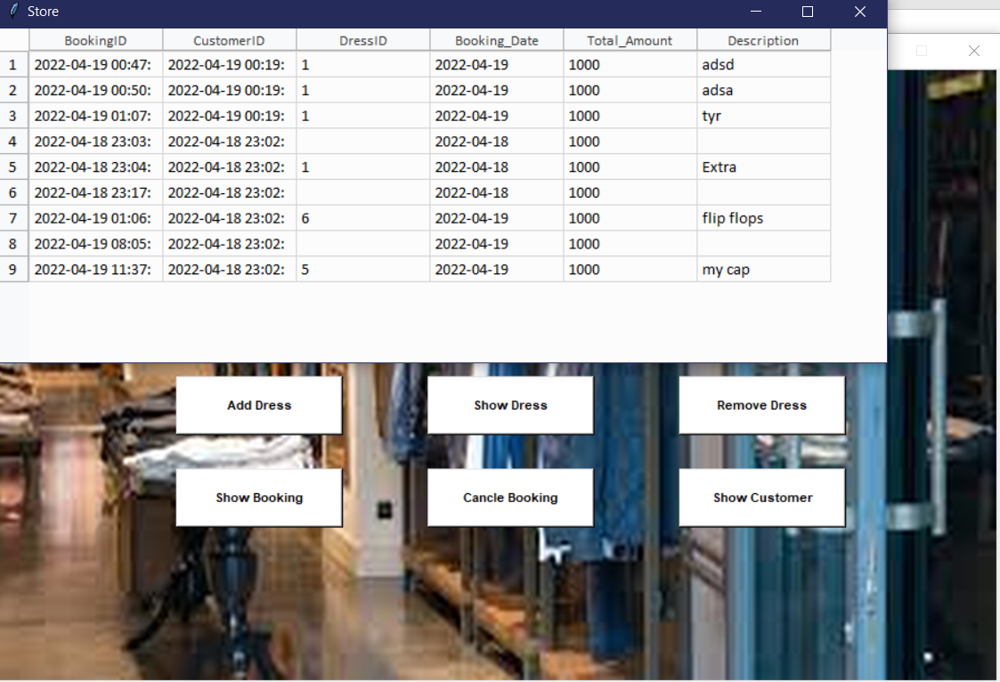 Store
BookingID CustomerID DressID Booking_Date Total_Amount Description
1 2022-04-19 00:47: 2022-04-19 00:19: 1 2022-04-19 1000 adsd
2 2022-04-19 00:50: 2022-04-19 00:19: 1 2022-04-19 1000 adsa
3 2022-04-19 01:07: 2022-04-19 00:19: 1 2022-04-19 1000 tyr
4 2022-04-18 23:03: 2022-04-18 23:02: 2022-04-18 1000
5 2022-04-18 23:04: 2022-04-18 23:02: 1 2022-04-18 1000 Extra
6 2022-04-18 23:17: 2022-04-18 23:02: 2022-04-18 1000
7 2022-04-19 01:06: 2022-04-18 23:02: 6 2022-04-19 1000 flip flops
8 2022-04-19 08:05: 2022-04-18 23:02: 2022-04-19 1000
9 2022-04-19 11:37: 2022-04-18 23:02: 5 2022-04-19 1000 my cap
Add Dress Show Dress Remove Dress
Show Booking Cancle Booking Show Customer